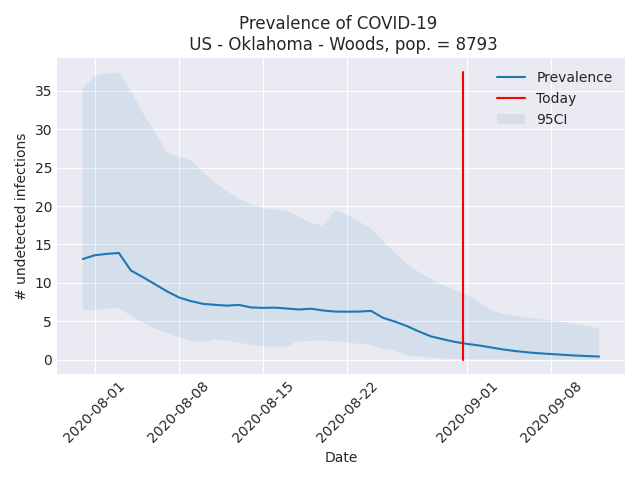 Prevalence of COVID-19
US - Oklahoma - Woods, pop. = 8793
Prevalence
Today
95CI
# undetected infections
35
30
25
20
15
10
5
0
2020-08-01
2020-08-08
2020-08-15
2020-08-22
2020-09-01
2020-09-08
Date